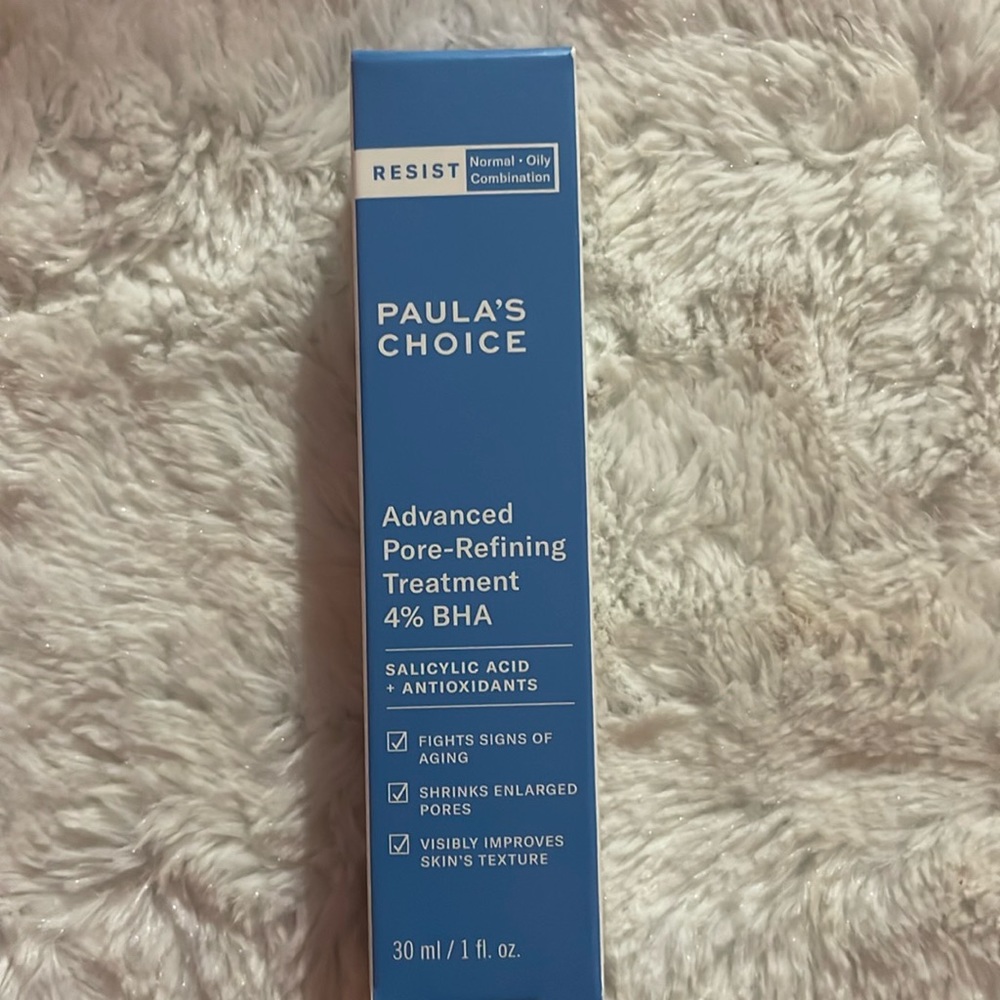 RESIST
Normal • Oily
Combination
PAULA'S
CHOICE
Advanced
Pore-Refining
Treatment
4% BHA
SALICYLIC ACID
+ ANTIOXIDANTS
FIGHTS SIGNS OF
AGING
SHRINKS ENLARGED
PORES
VISIBLY IMPROVES
SKIN'S TEXTURE
30 ml / 1 fl. oz.